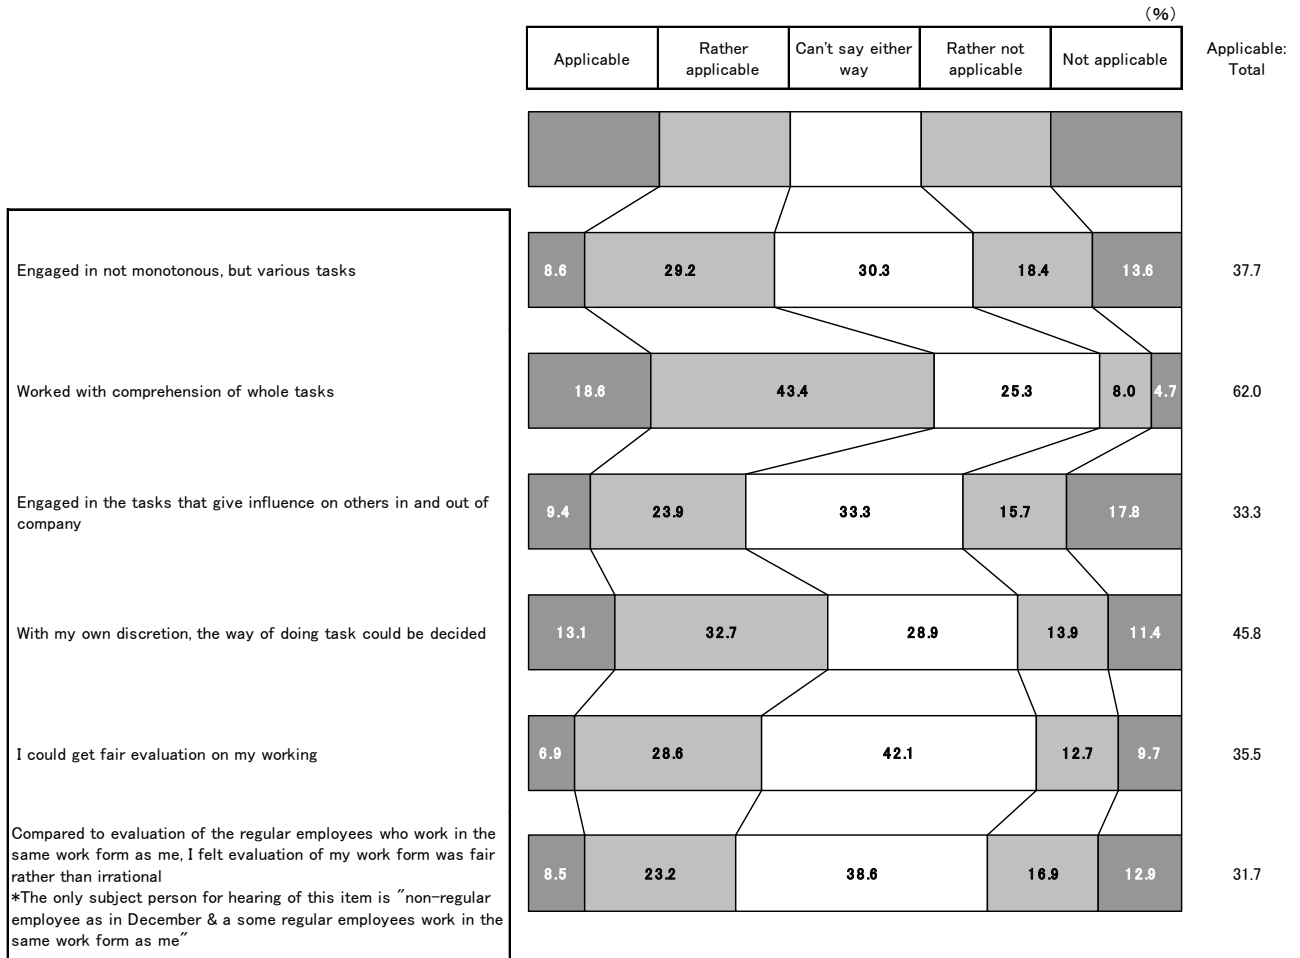 （%）
Applicable
Rather
applicable
Can't say either
way
Rather not
applicable
Not applicable
Applicable:
Total
Engaged in not monotonous, but various tasks
8.6
29.2
30.3
18.4
13.6
37.7
Worked with comprehension of whole tasks
18.6
43.4
25.3
8.0
4.7
62.0
Engaged in the tasks that give influence on others in and out of
company
9.4
23.9
33.3
15.7
17.8
33.3
With my own discretion, the way of doing task could be decided
13.1
32.7
28.9
13.9
11.4
45.8
I could get fair evaluation on my working
6.9
28.6
42.1
12.7
9.7
35.5
Compared to evaluation of the regular employees who work in the
same work form as me, I felt evaluation of my work form was fair
rather than irrational
*The only subject person for hearing of this item is "non-regular
employee as in December & a some regular employees work in the
same work form as me"
8.5
23.2
38.6
16.9
12.9
31.7